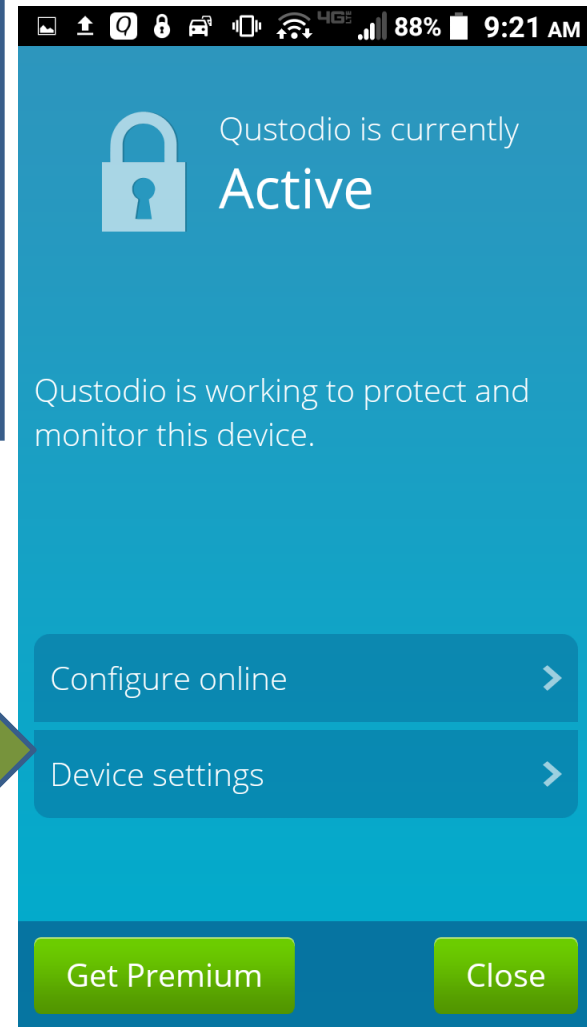 Q 4G 88% 9:21 AM
Qustodio is currently
Active
Qustodio is working to protect and
monitor this device.
Configure online
Device settings
Get Premium Close